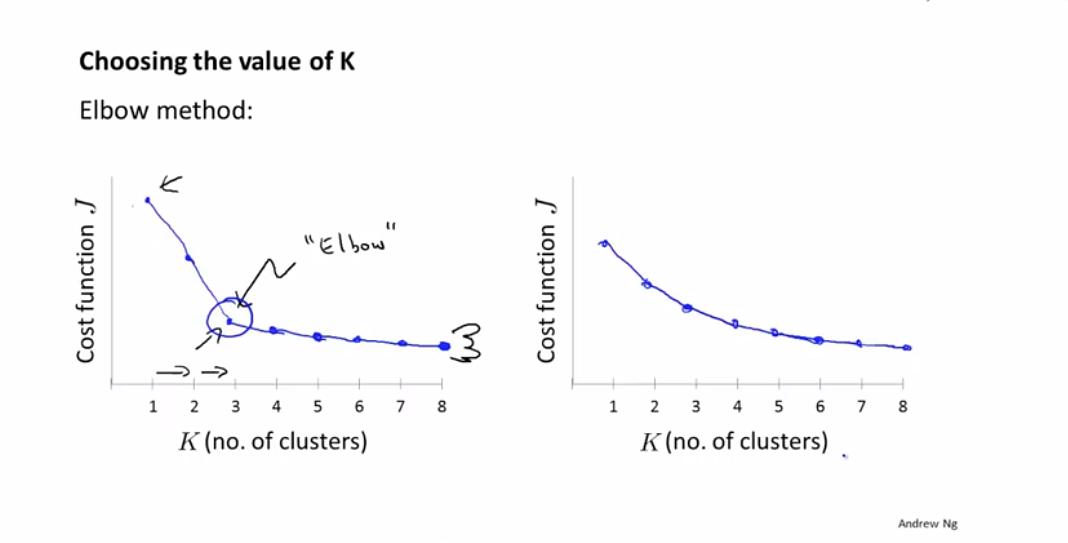 Choosing the value of K
Elbow method:
"Elbow"
Cost function J
1 2 3 4 5 6 7 8
K (no. of clusters)
Cost function J
1 2 3 4 5 6 7 8
K (no. of clusters)
Andrew Ng